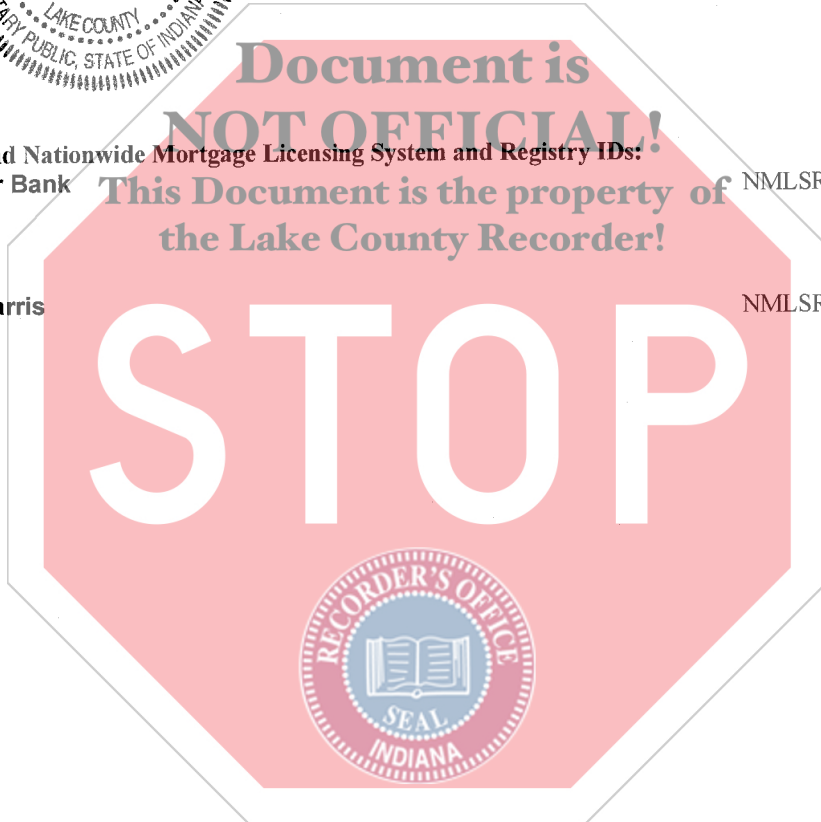 LAKE COUNTY
PUBLIC, STATE OF INDIANA
Document is
NOT OFFICIAL!
d Nationwide Mortgage Licensing System and Registry IDs:
r Bank
This Document is the property of
NMLSR
the Lake County Recorder!
arris
NMLSR
STOP
RECORDER'S OFFICE
SEAL
INDIANA